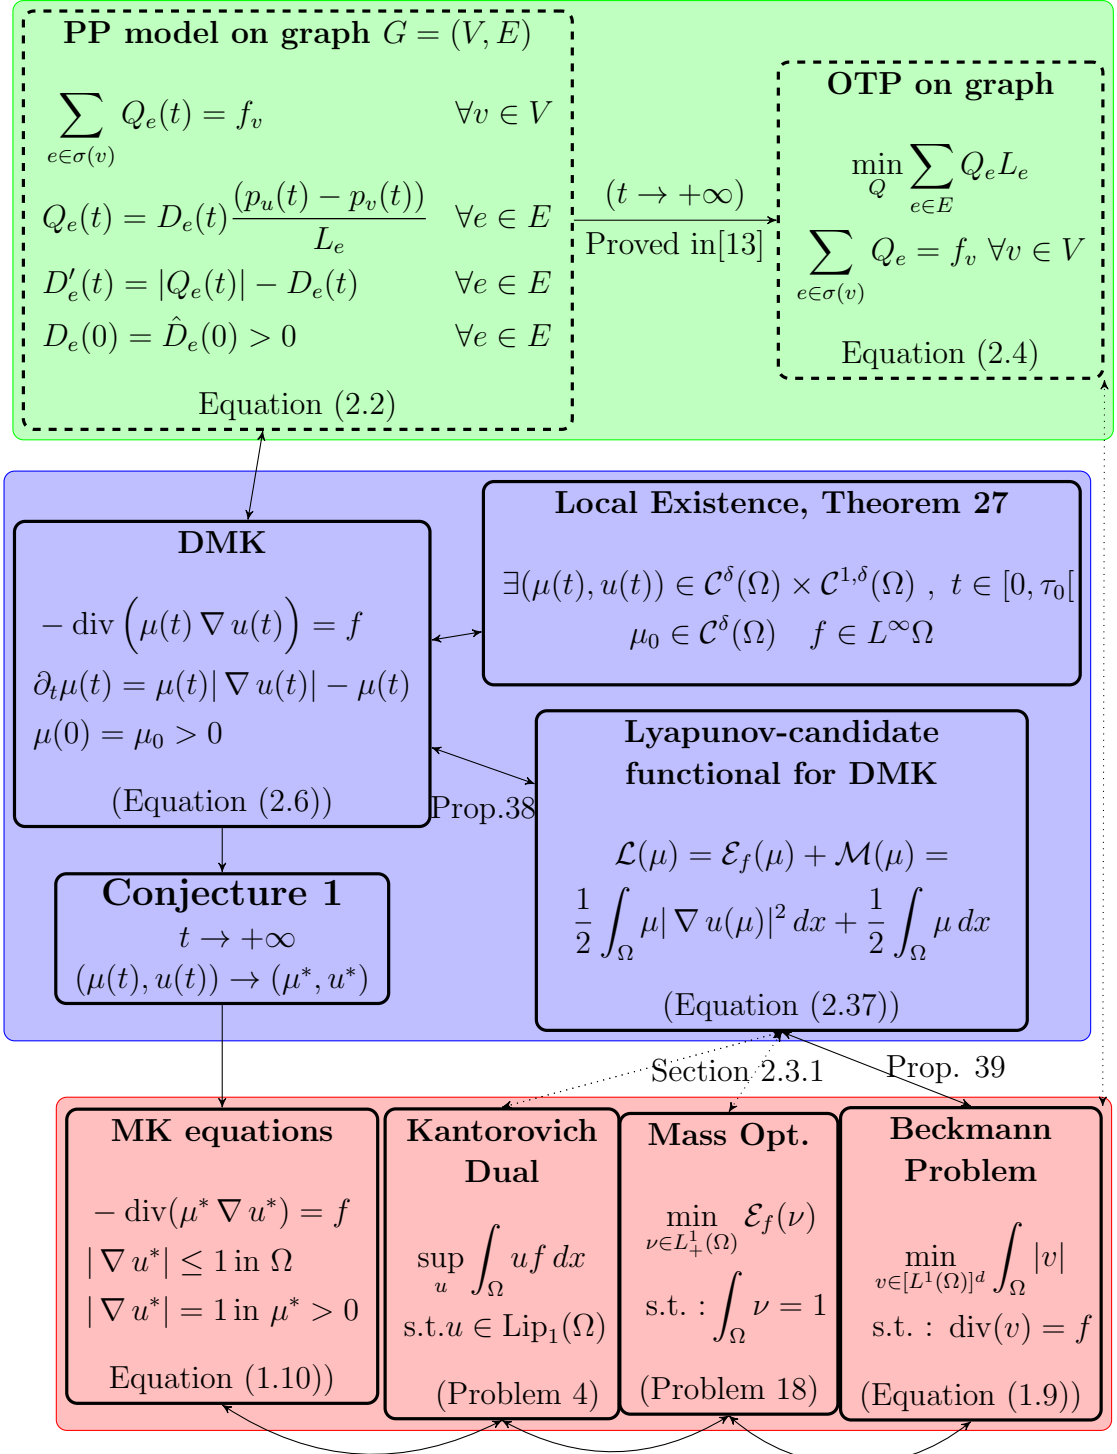 PP model on graph G = (V, E)
∑_{e∈σ(v)} Q_e(t) = f_v ∀v ∈ V
Q_e(t) = D_e(t) (p_u(t) − p_v(t)) / L_e ∀e ∈ E
D′_e(t) = |Q_e(t)| − D_e(t) ∀e ∈ E
D_e(0) = D̂_e(0) > 0 ∀e ∈ E
Equation (2.2)
(t → +∞)
Proved in[13]
OTP on graph
min_Q ∑_{e∈E} Q_e L_e
∑_{e∈σ(v)} Q_e = f_v ∀v ∈ V
Equation (2.4)
DMK
− div (μ(t) ∇ u(t)) = f
∂_t μ(t) = μ(t)| ∇ u(t)| − μ(t)
μ(0) = μ_0 > 0
(Equation (2.6))
Local Existence, Theorem 27
∃(μ(t), u(t)) ∈ 𝒞^δ(Ω) × 𝒞^{1,δ}(Ω) , t ∈ [0, τ_0[
μ_0 ∈ 𝒞^δ(Ω) f ∈ L^∞Ω
Prop.38
Lyapunov-candidate
functional for DMK
ℒ(μ) = ℰ_f(μ) + ℳ(μ) =
1/2 ∫_Ω μ| ∇ u(μ)|² dx + 1/2 ∫_Ω μ dx
(Equation (2.37))
Conjecture 1
t → +∞
(μ(t), u(t)) → (μ*, u*)
Section 2.3.1
Prop. 39
MK equations
− div(μ* ∇ u*) = f
| ∇ u*| ≤ 1 in Ω
| ∇ u*| = 1 in μ* > 0
Equation (1.10))
Kantorovich
Dual
sup_u ∫_Ω uf dx
s.t.u ∈ Lip_1(Ω)
(Problem 4)
Mass Opt.
min_{ν∈L^1_+(Ω)} ℰ_f(ν)
s.t. : ∫_Ω ν = 1
(Problem 18)
Beckmann
Problem
min_{v∈[L^1(Ω)]^d} ∫_Ω |v|
s.t. : div(v) = f
(Equation (1.9))